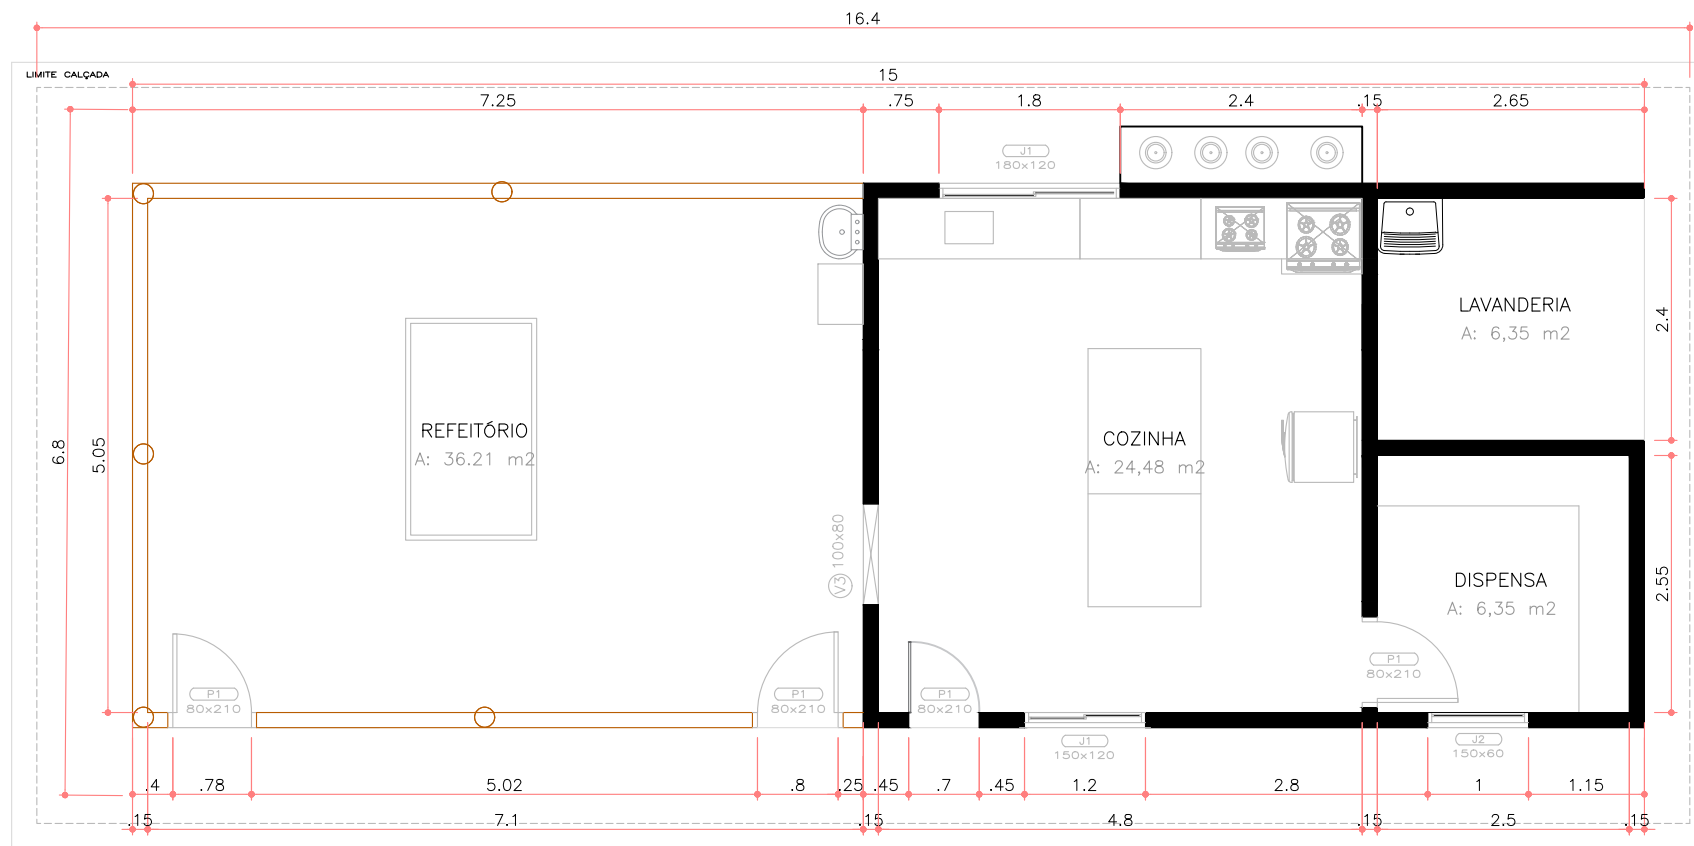 16.4
LIMITE CALÇADA
15
7.25
.75
1.8
2.4
.15
2.65
J1
180x120
LAVANDERIA
A: 6,35 m2
2.4
REFEITÓRIO
A: 36.21 m2
COZINHA
A: 24,48 m2
6.8
5.05
V3 100x80
DISPENSA
A: 6,35 m2
2.55
P1
80x210
P1
80x210
P1
80x210
P1
80x210
J1
150x120
J2
150x60
.4
.78
5.02
.8
.25
.45
.7
.45
1.2
2.8
1
1.15
.15
7.1
.15
4.8
.15
2.5
.15